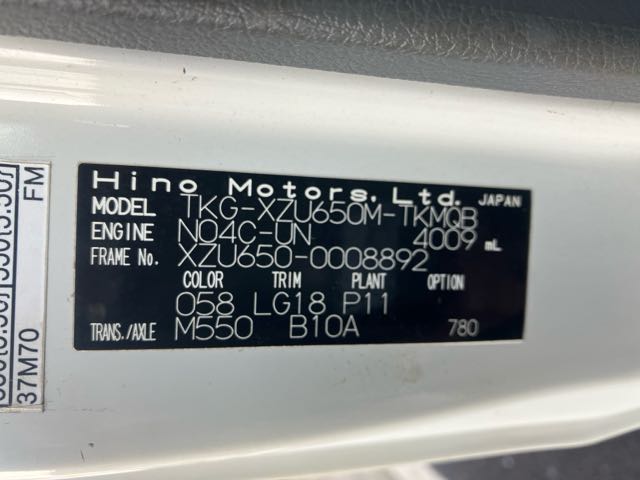 Hino Motors, Ltd. JAPAN
MODEL TKG-XZU650M-TKMQB
ENGINE N04C-UN 4009 mL
FRAME No. XZU650-0008892
COLOR TRIM PLANT OPTION
058 LG18 P11
TRANS./AXLE M550 B10A 780
FM
37M70